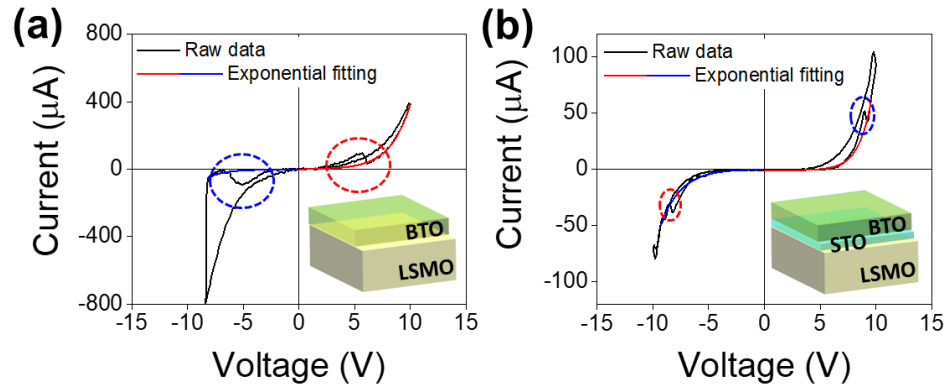 (a)
800
400
0
-400
-800
Current (µA)
-15 -10 -5 0 5 10 15
Voltage (V)
Raw data
Exponential fitting
BTO
LSMO
(b)
100
50
0
-50
-100
Current (µA)
-15 -10 -5 0 5 10 15
Voltage (V)
Raw data
Exponential fitting
BTO
STO
LSMO